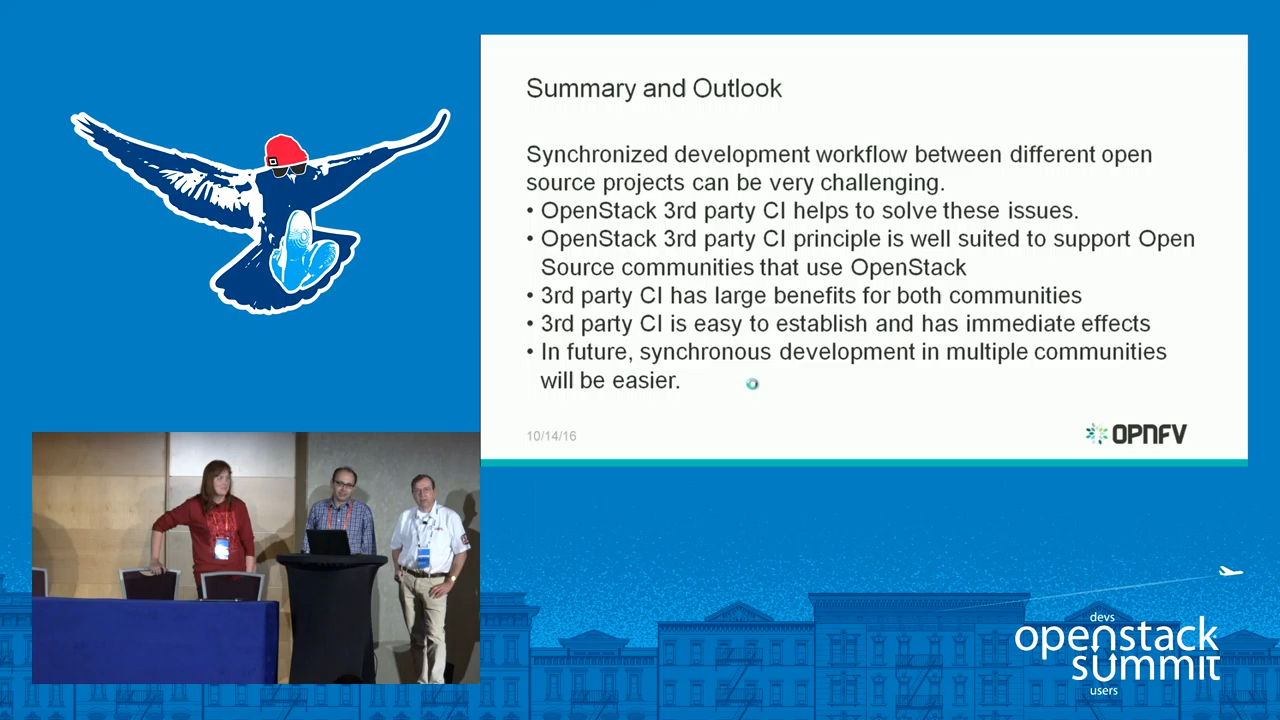 Summary and Outlook
Synchronized development workflow between different open
source projects can be very challenging.
• OpenStack 3rd party CI helps to solve these issues.
• OpenStack 3rd party CI principle is well suited to support Open
Source communities that use OpenStack
• 3rd party CI has large benefits for both communities
• 3rd party CI is easy to establish and has immediate effects
• In future, synchronous development in multiple communities
will be easier.
10/14/16
OPNFV
devs
openstack
summit
users